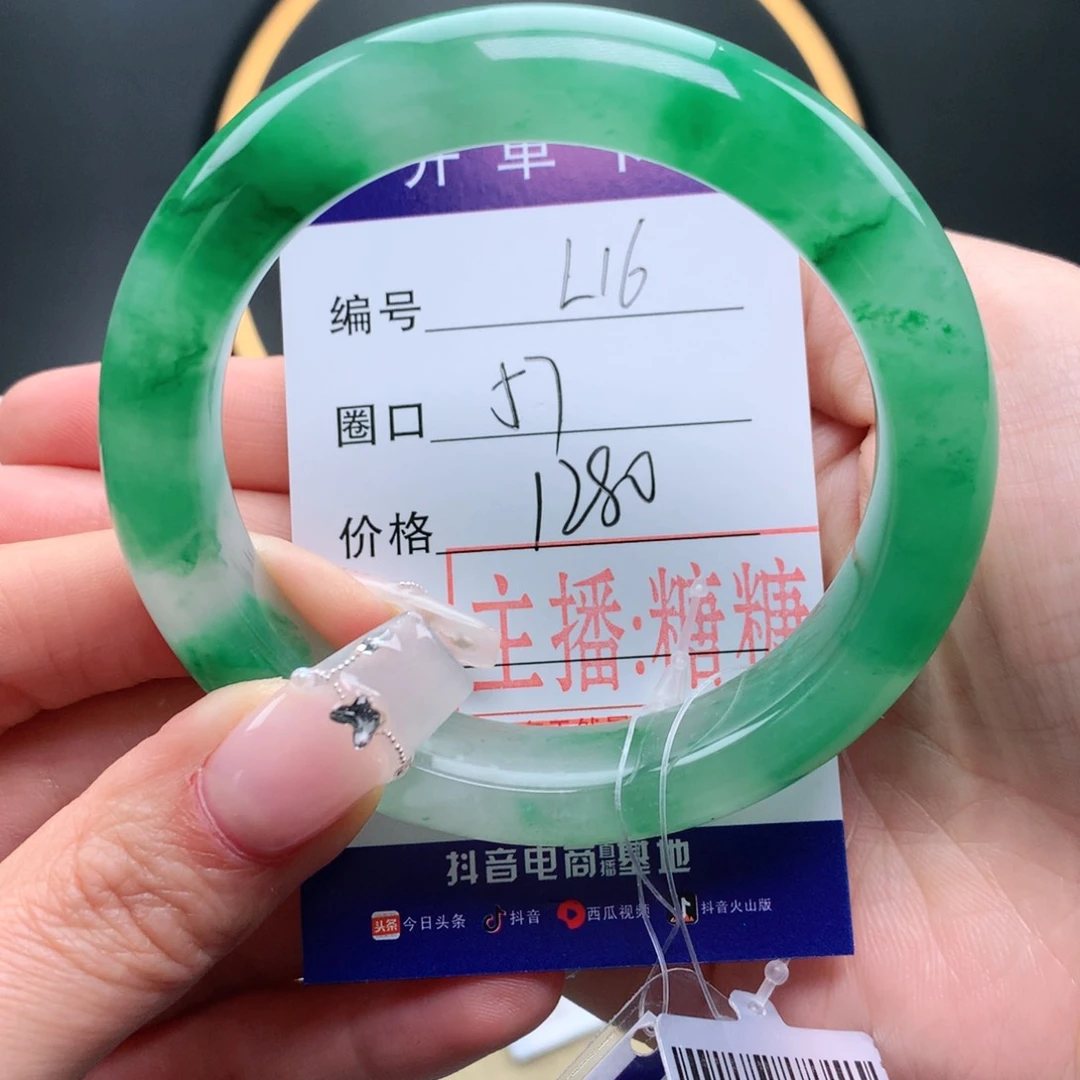 开单卡
编号 L16
圈口 57
价格 1280
主播:糖糖
抖音电商直播基地
今日头条 抖音 西瓜视频 抖音火山版